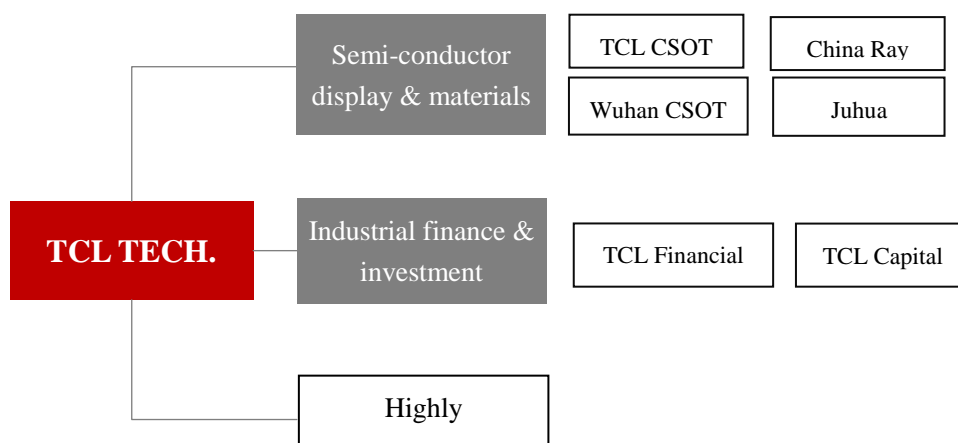 Semi-conductor
display & materials
TCL CSOT
China Ray
Wuhan CSOT
Juhua
TCL TECH.
Industrial finance &
investment
TCL Financial
TCL Capital
Highly